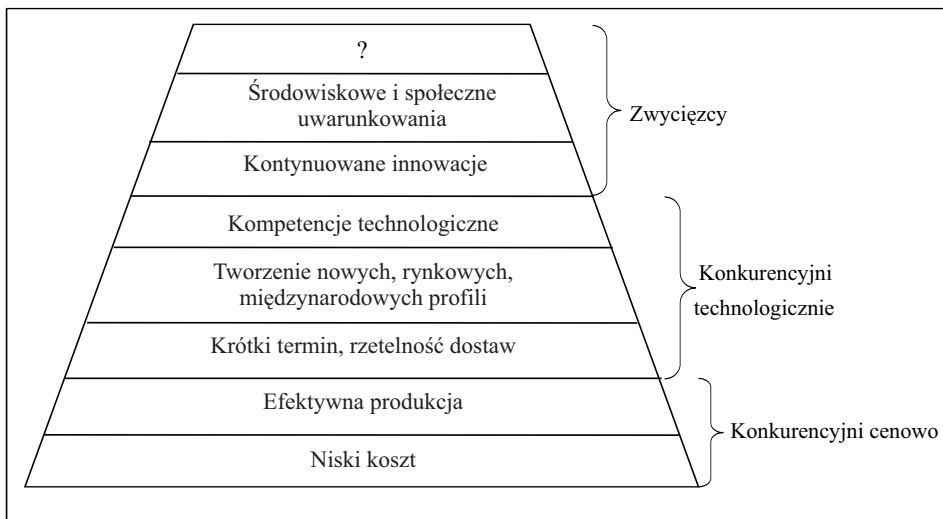 ?
Środowiskowe i społeczne
uwarunkowania
Kontynuowane innowacje
Zwycięzcy
Kompetencje technologiczne
Tworzenie nowych, rynkowych,
międzynarodowych profili
Krótki termin, rzetelność dostaw
Konkurencyjni
technologicznie
Efektywna produkcja
Niski koszt
Konkurencyjni cenowo